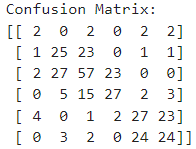 Confusion Matrix:
[[ 2  0  2  0  2  2]
 [ 1 25 23  0  1  1]
 [ 2 27 57 23  0  0]
 [ 0  5 15 27  2  3]
 [ 4  0  1  2 27 23]
 [ 0  3  2  0 24 24]]